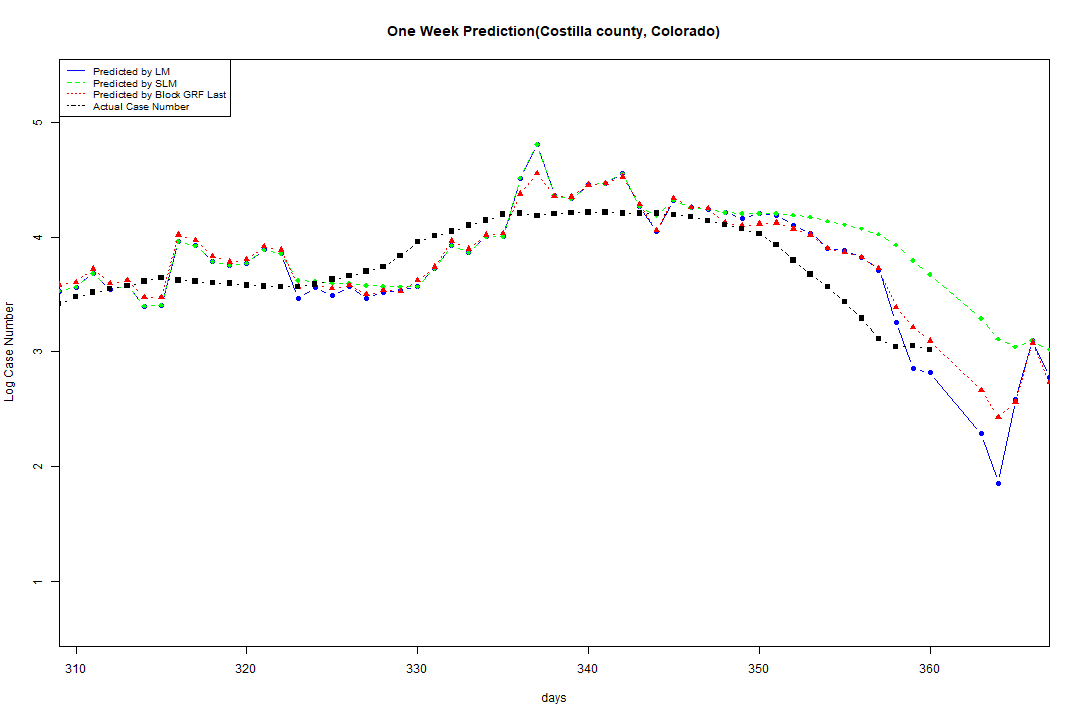 One Week Prediction(Costilla county, Colorado)
Predicted by LM
Predicted by SLM
Predicted by Block GRF Last
Actual Case Number
5
4
3
2
1
Log Case Number
310 320 330 340 350 360
days